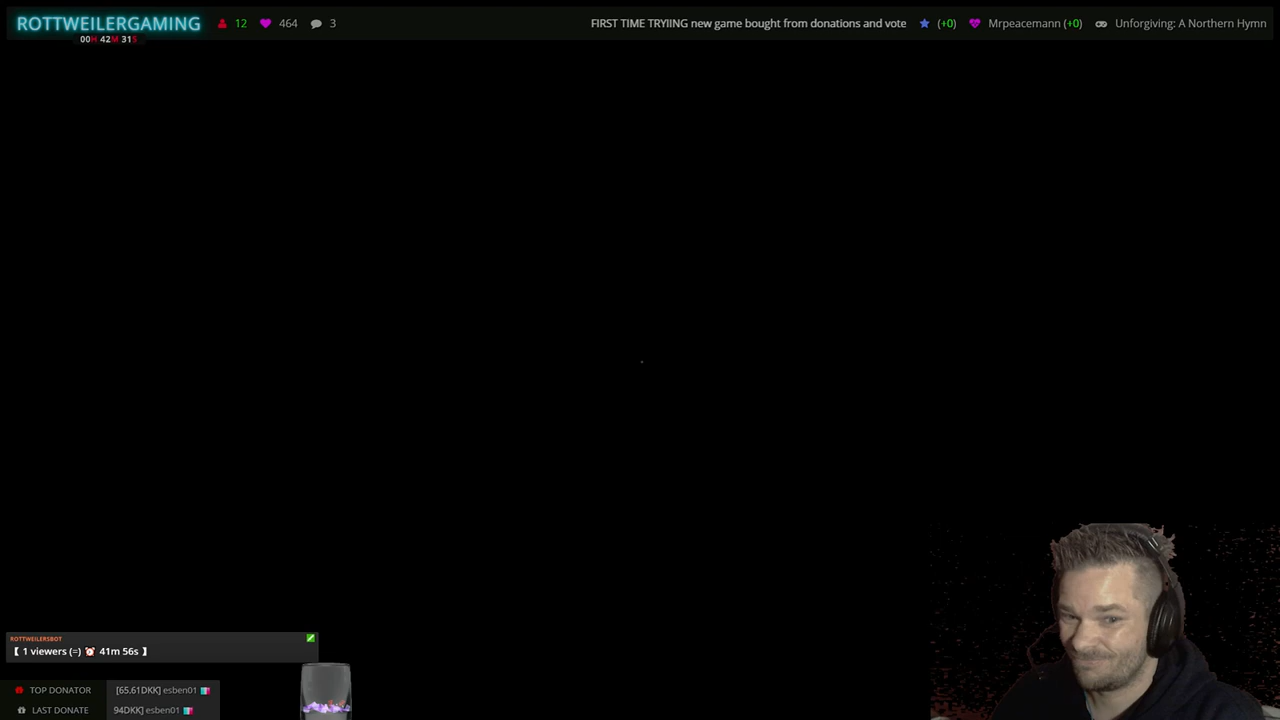 ROTTWEILERGAMING 12 464 3 FIRST TIME TRYIING new game bought from donations and vote (+0) Mrpeacemann (+0) Unforgiving: A Northern Hymn
00H 42M 31S
ROTTWEILERSBOT
【 1 viewers (=) ⏰ 41m 56s 】
TOP DONATOR [65.61DKK] esben01
LAST DONATE 94DKK] esben01